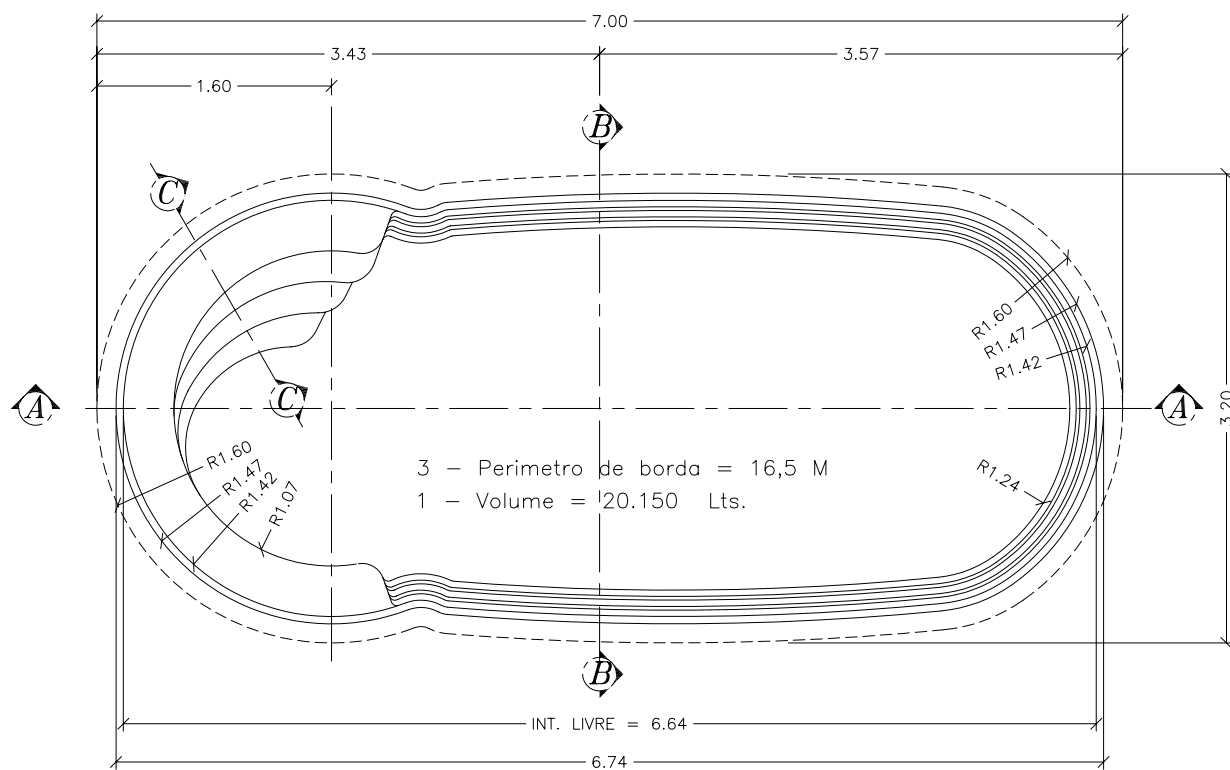 7.00
3.43
3.57
1.60
B
C
R1.60
R1.47
R1.42
C
A
A
3.20
R1.60
R1.47
R1.42
R1.07
3 - Perimetro de borda = 16,5 M
1 - Volume = 20.150 Lts.
R1.24
B
INT. LIVRE = 6.64
6.74